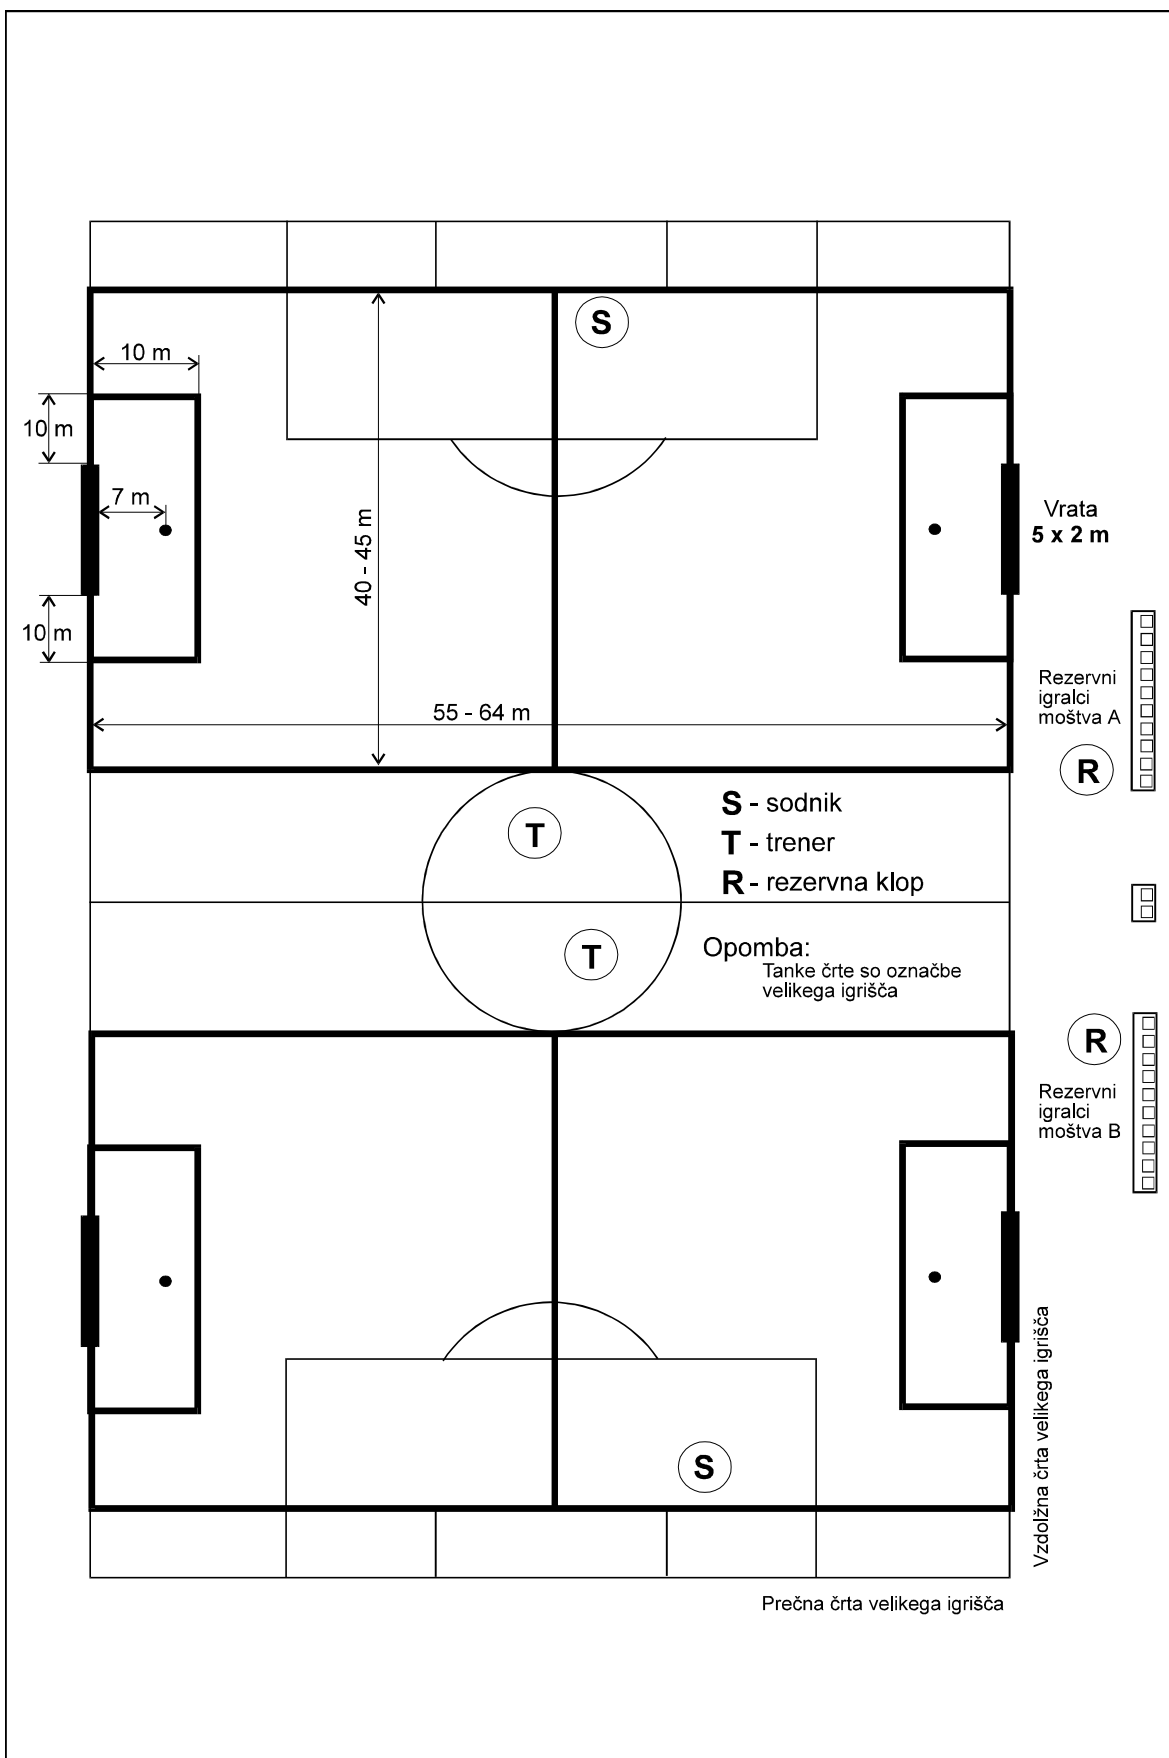 S
10 m
10 m
7 m
Vrata
5 x 2 m
40 - 45 m
10 m
Rezervni
igralci
moštva A
55 - 64 m
R
S - sodnik
T
T - trener
R - rezervna klop
Opomba:
T
Tanke črte so označbe
velikega igrišča
R
Rezervni
igralci
moštva B
Vzdolžna črta velikega igrišča
S
Prečna črta velikega igrišča